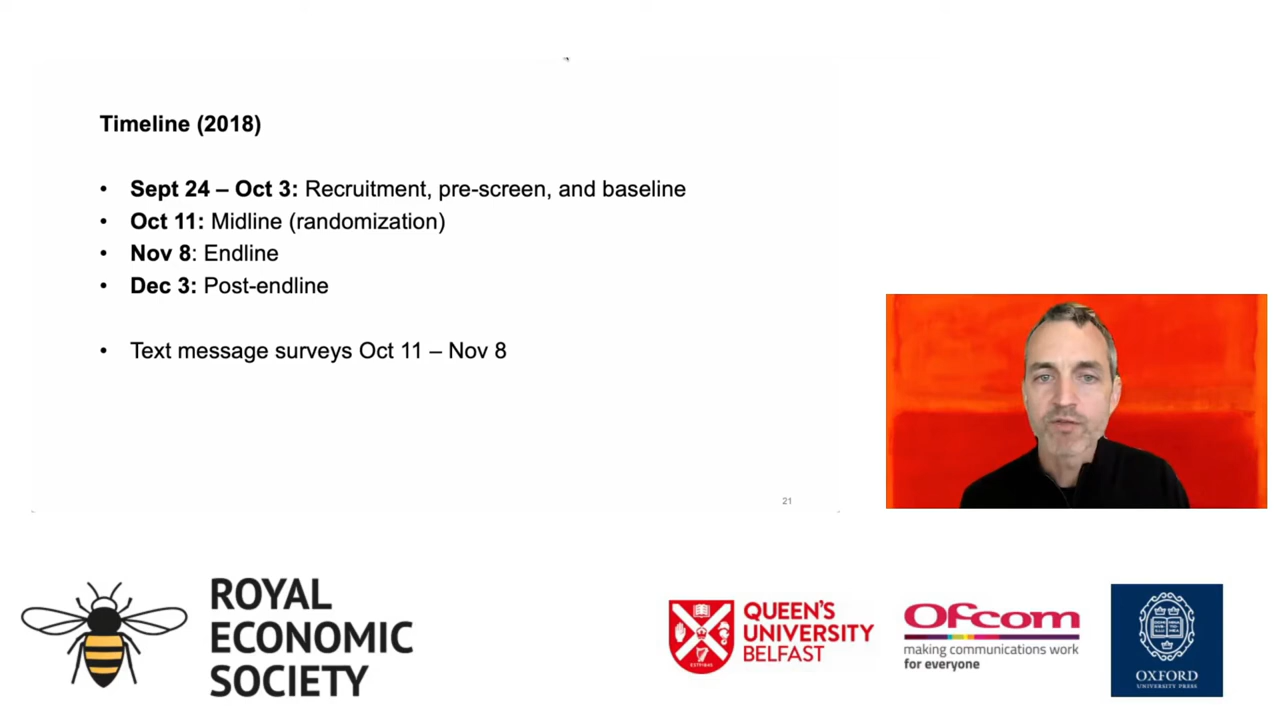 Timeline (2018)
• Sept 24 – Oct 3: Recruitment, pre-screen, and baseline
• Oct 11: Midline (randomization)
• Nov 8: Endline
• Dec 3: Post-endline
• Text message surveys Oct 11 – Nov 8
21
ROYAL
ECONOMIC
SOCIETY
QUEEN'S
UNIVERSITY
BELFAST
ESTD1845
Ofcom
making communications work
for everyone
OXFORD
UNIVERSITY PRESS